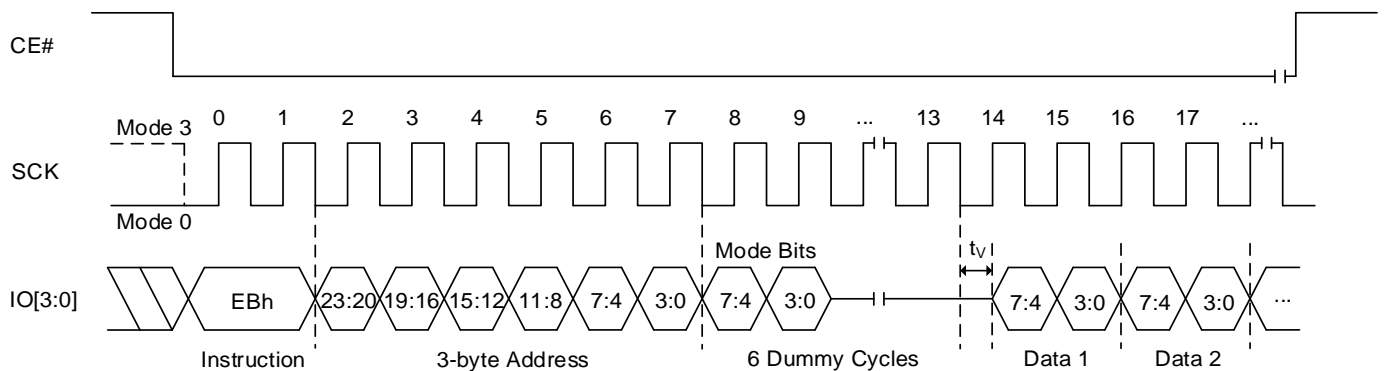 CE#
0 1 2 3 4 5 6 7 8 9 ... 13 14 15 16 17 ...
Mode 3
SCK
Mode 0
Mode Bits
tV
IO[3:0]
EBh 23:20 19:16 15:12 11:8 7:4 3:0 7:4 3:0 7:4 3:0 7:4 3:0 ...
Instruction 3-byte Address 6 Dummy Cycles Data 1 Data 2